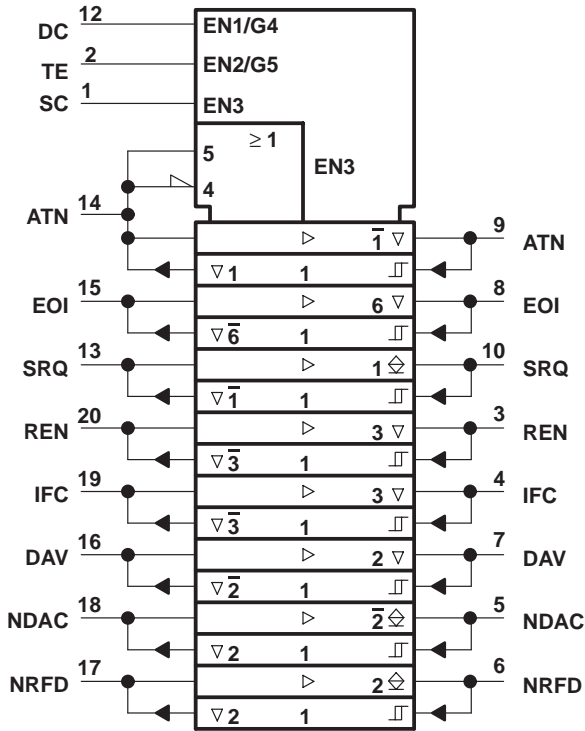 DC 12 EN1/G4
TE 2 EN2/G5
SC 1 EN3
≥ 1
5
EN3
4
ATN 14
▷ 1̅ ▽ 9 ATN
▽ 1 1
EOI 15 ▷ 6 ▽ 8 EOI
▽ 6̅ 1
SRQ 13 ▷ 1 10 SRQ
▽ 1̅ 1
REN 20 ▷ 3 ▽ 3 REN
▽ 3̅ 1
IFC 19 ▷ 3 ▽ 4 IFC
▽ 3̅ 1
DAV 16 ▷ 2 ▽ 7 DAV
▽ 2̅ 1
NDAC 18 ▷ 2̅ 5 NDAC
▽ 2 1
NRFD 17 ▷ 2 6 NRFD
▽ 2 1